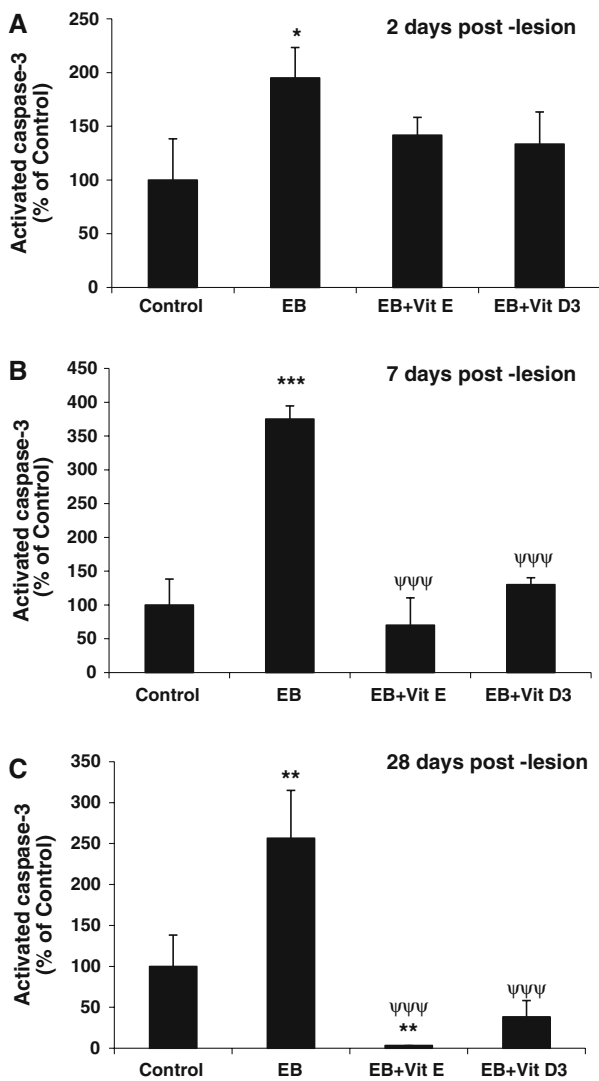 A
2 days post -lesion
Activated caspase-3
(% of Control)
250
200
150
100
50
0
*
Control
EB
EB+Vit E
EB+Vit D3
B
7 days post -lesion
Activated caspase-3
(% of Control)
450
400
350
300
250
200
150
100
50
0
***
ψψψ
ψψψ
Control
EB
EB+Vit E
EB+Vit D3
C
28 days post -lesion
Activated caspase-3
(% of Control)
350
300
250
200
150
100
50
0
**
ψψψ
**
ψψψ
Control
EB
EB+Vit E
EB+Vit D3